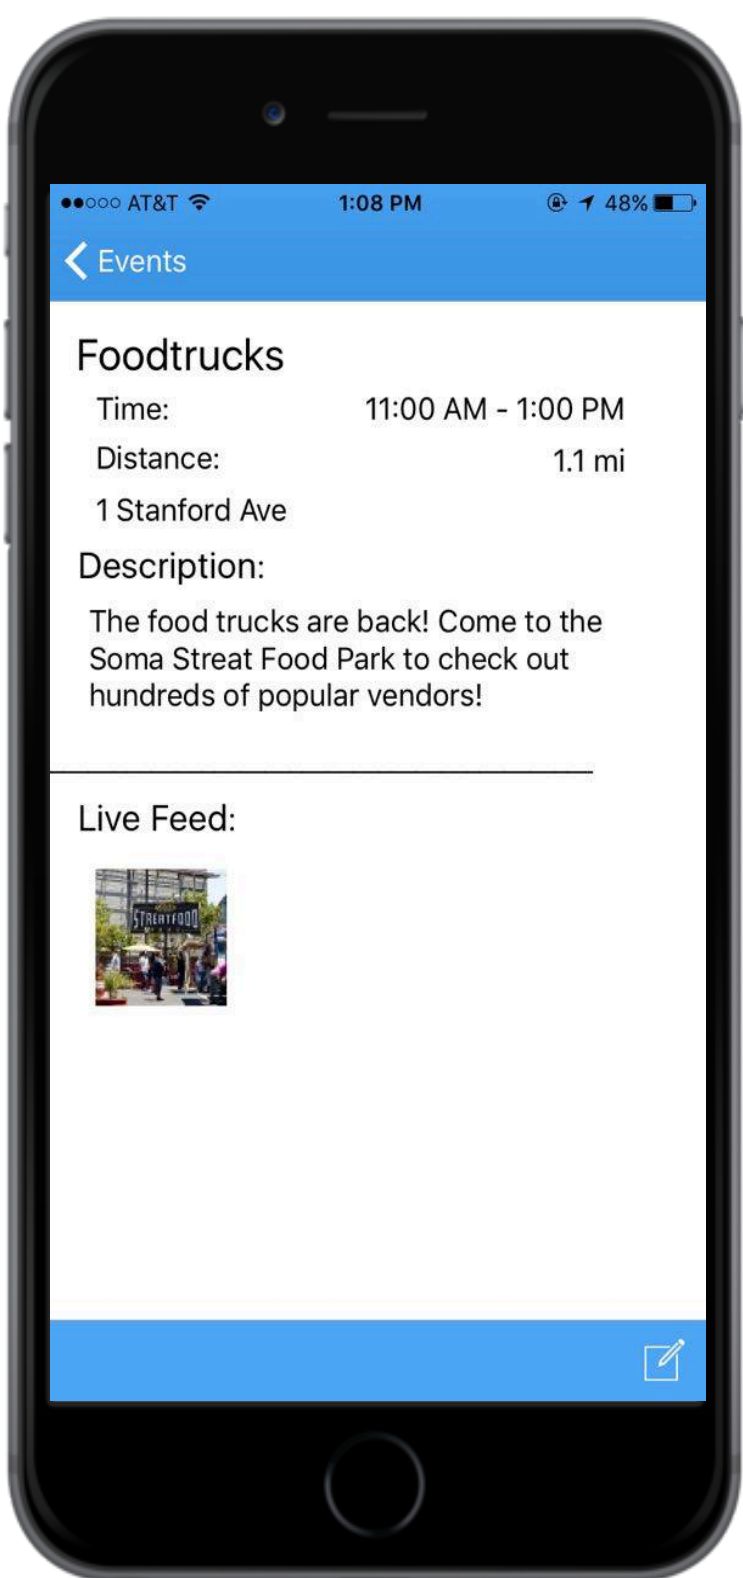 AT&T 1:08 PM 48%
Events
Foodtrucks
Time: 11:00 AM - 1:00 PM
Distance: 1.1 mi
1 Stanford Ave
Description:
The food trucks are back! Come to the
Soma Streat Food Park to check out
hundreds of popular vendors!
Live Feed:
STREATFOOD